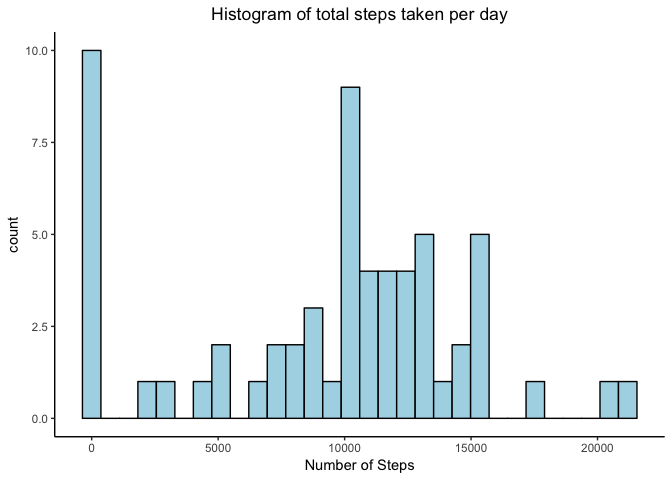 Histogram of total steps taken per day
10.0
7.5
5.0
2.5
0.0
count
0 5000 10000 15000 20000
Number of Steps